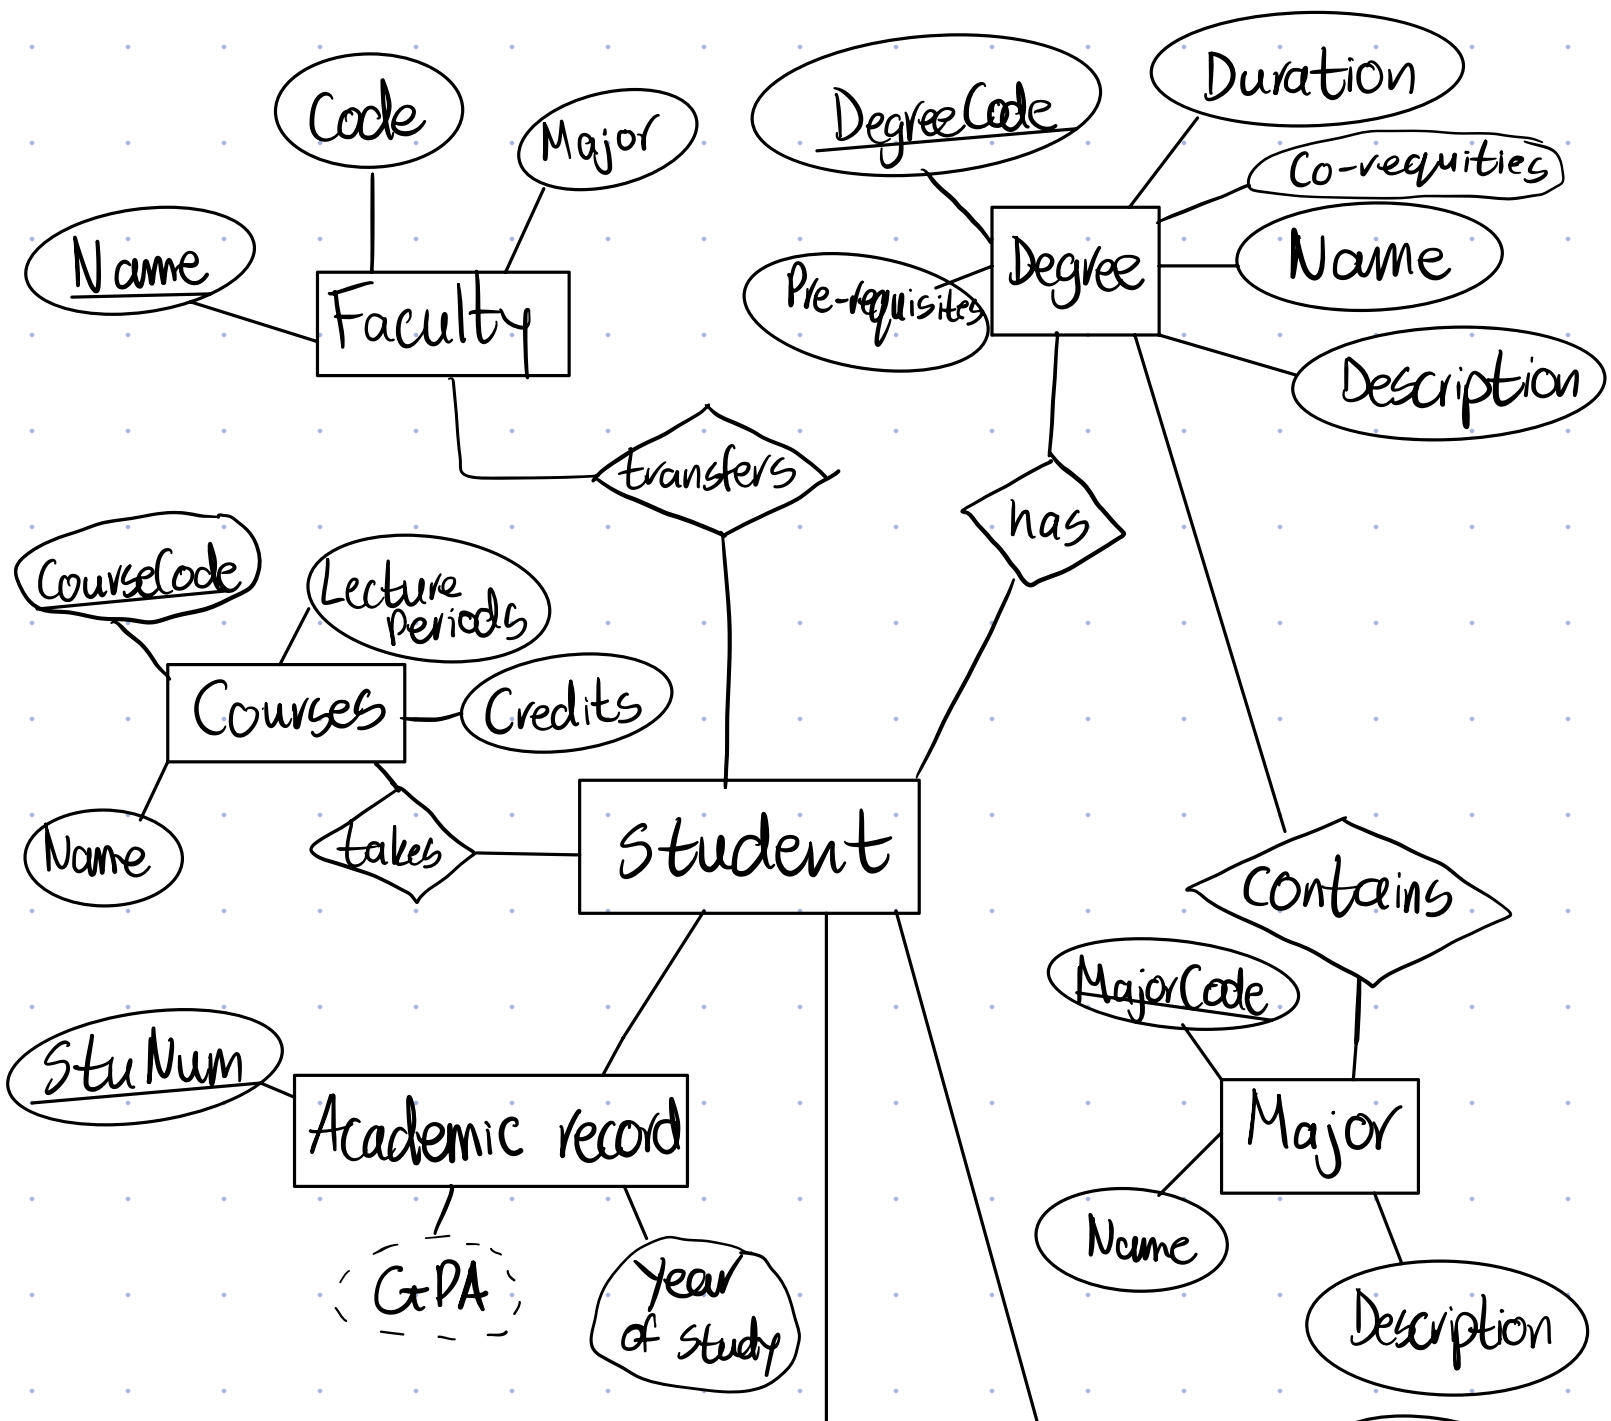 Code
Major
Name
Faculty
DegreeCode
Duration
Co-requities
Name
Degree
Pre-requisites
Description
transfers
has
CourseCode
Lecture
periods
Courses
Credits
Name
takes
Student
Contains
MajorCode
Major
Name
Description
StuNum
Academic record
GPA
year
of study